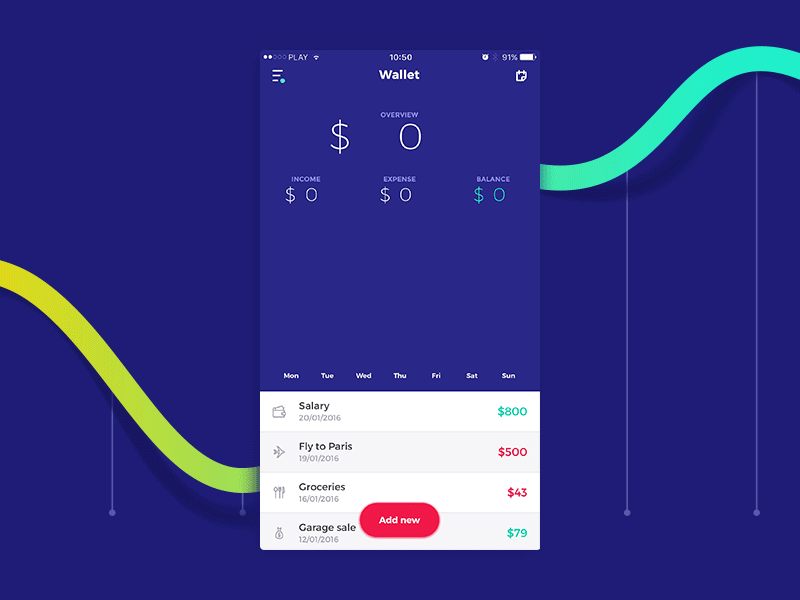 PLAY 10:50 91%
Wallet
OVERVIEW
$ 0
INCOME EXPENSE BALANCE
$ 0 $ 0 $ 0
Mon Tue Wed Thu Fri Sat Sun
Salary $800
20/01/2016
Fly to Paris $500
19/01/2016
Groceries $43
16/01/2016
Add new
Garage sale $79
12/01/2016